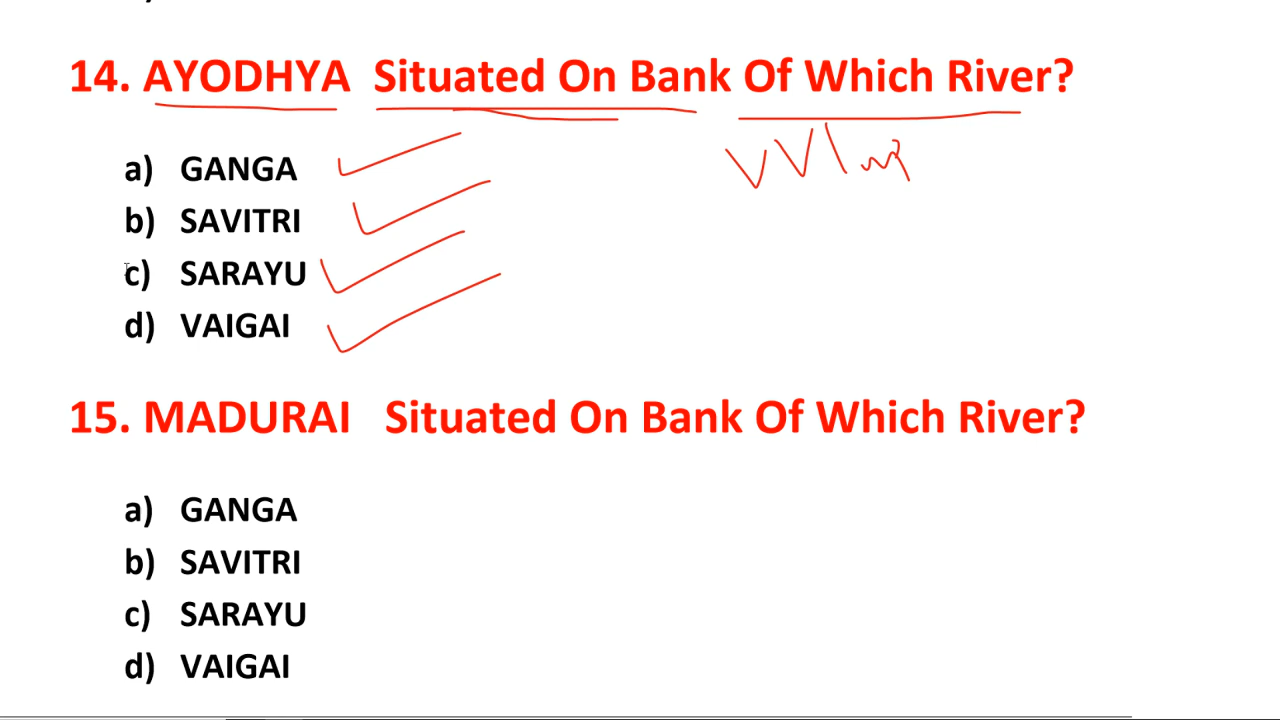 14. AYODHYA Situated On Bank Of Which River?
a) GANGA
b) SAVITRI
c) SARAYU
d) VAIGAI
15. MADURAI Situated On Bank Of Which River?
a) GANGA
b) SAVITRI
c) SARAYU
d) VAIGAI